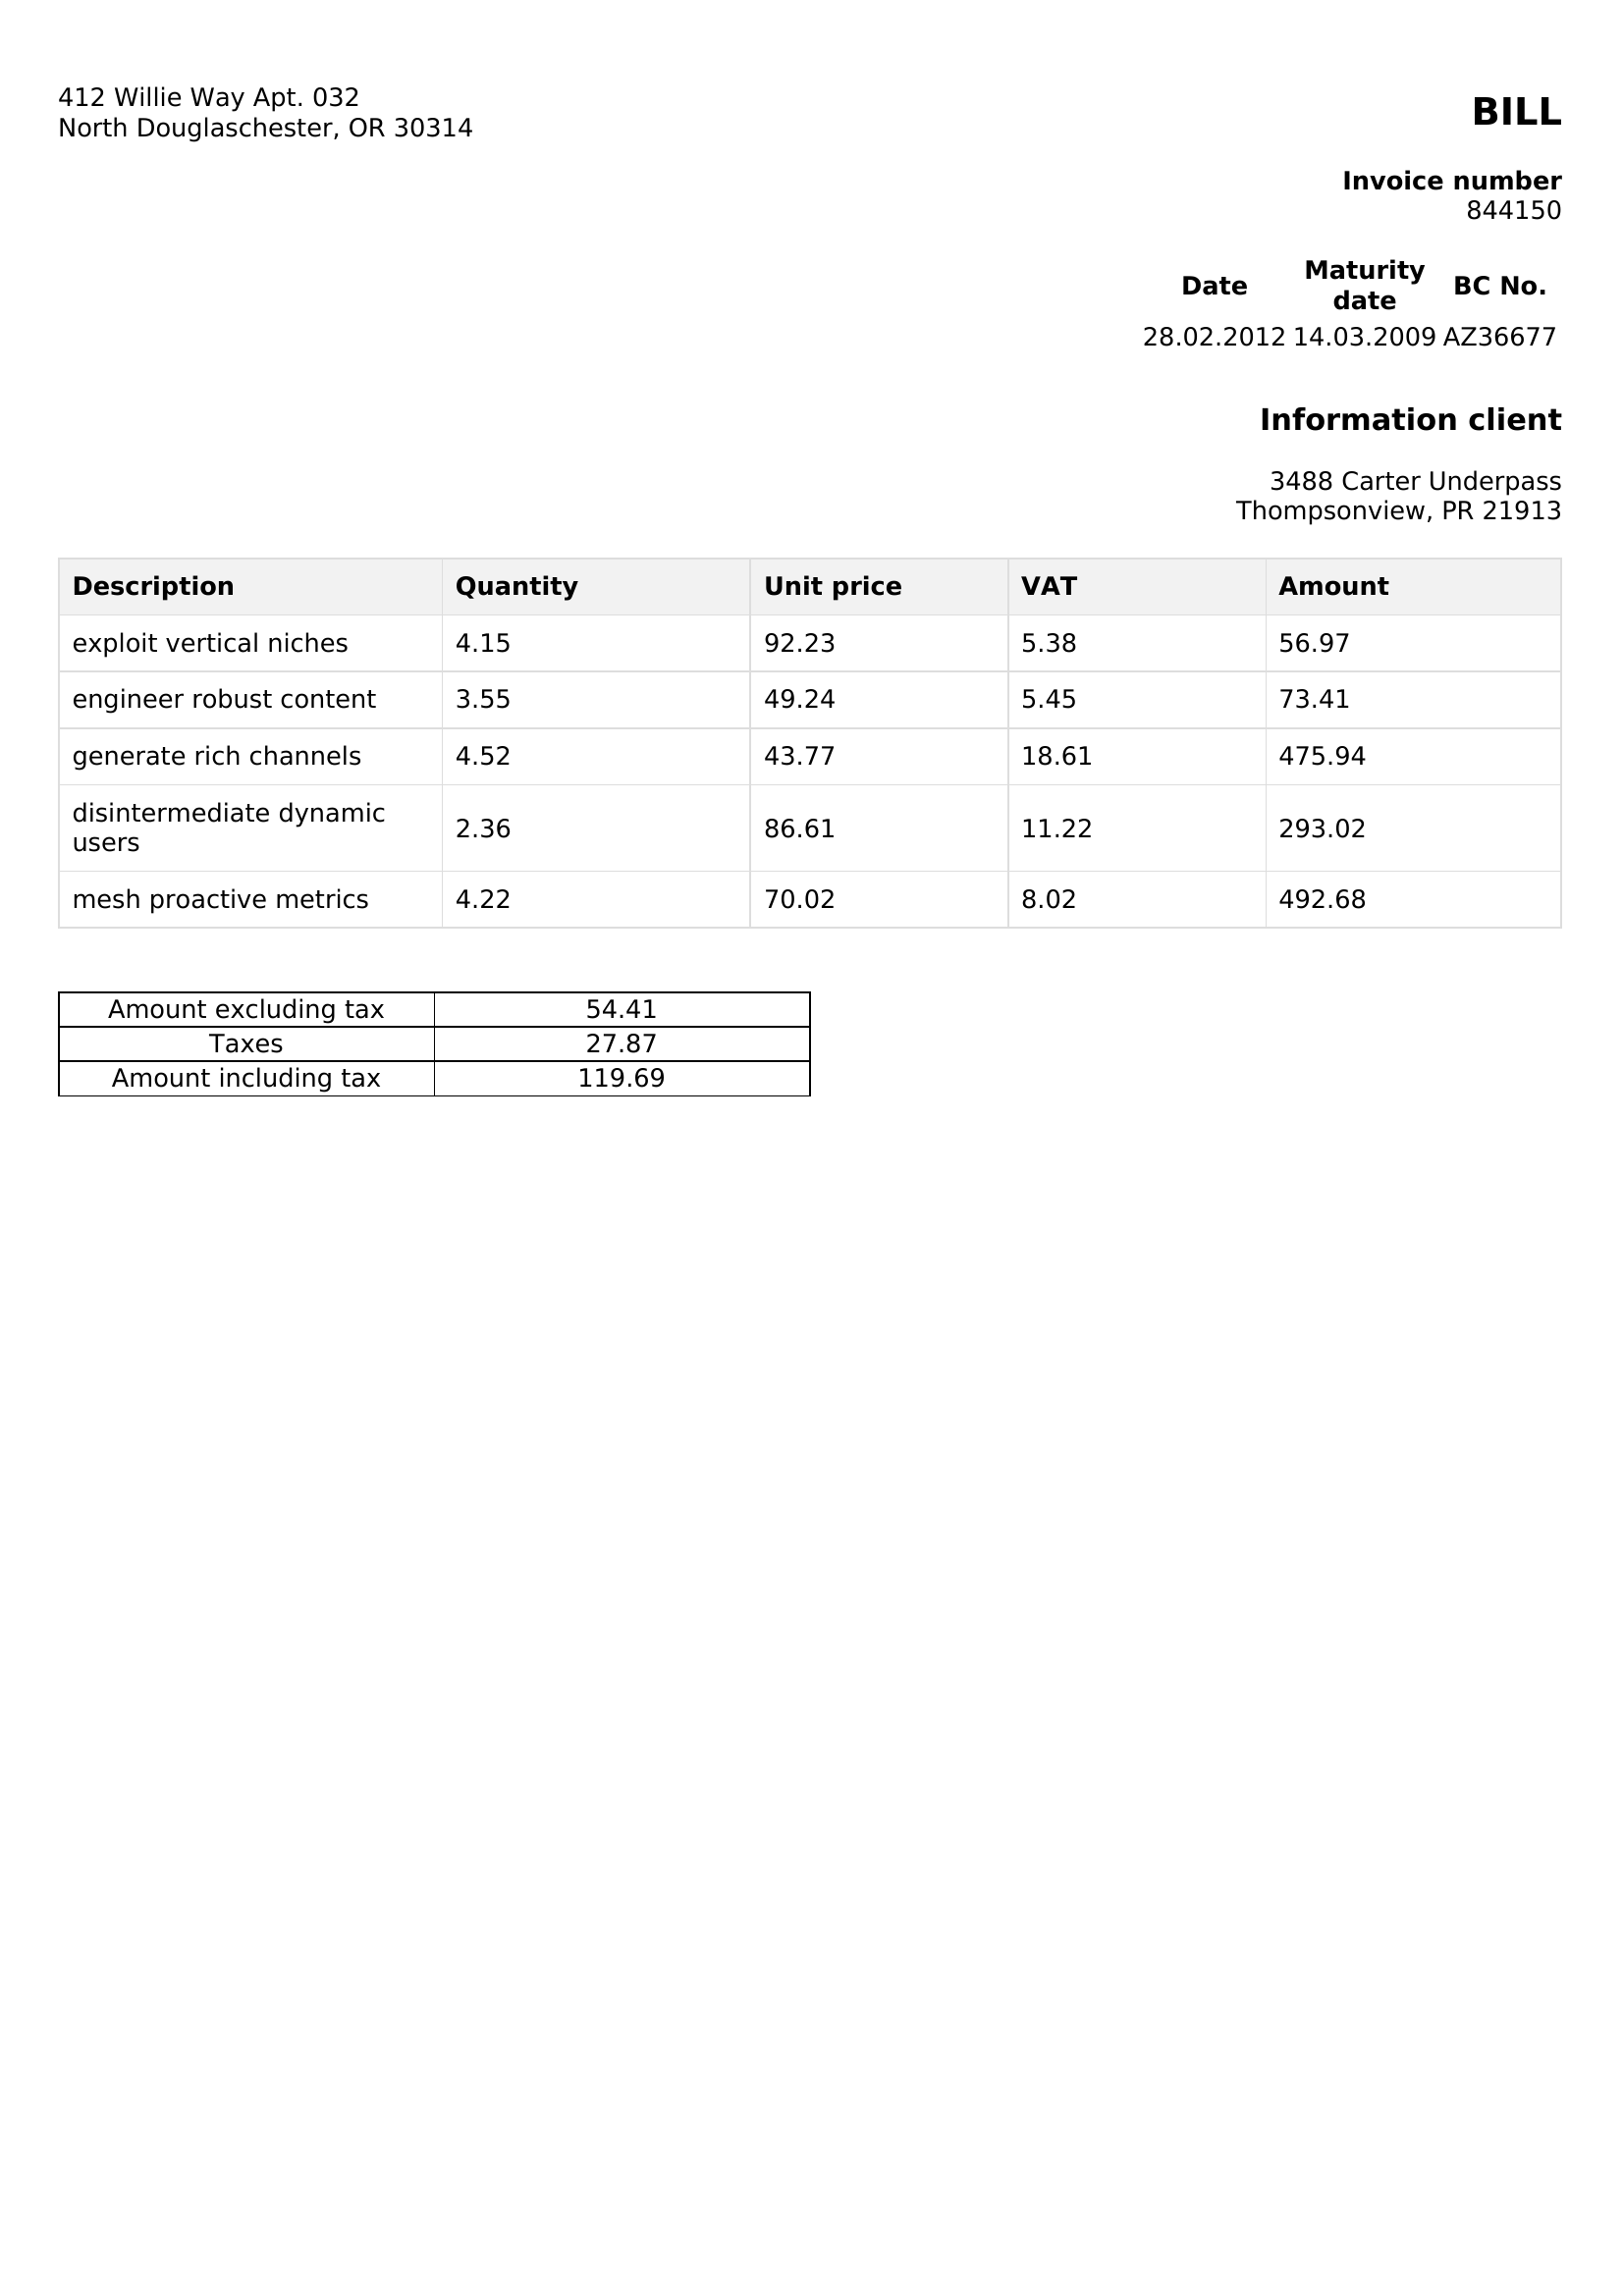 412 Willie Way Apt. 032
North Douglaschester, OR 30314
BILL
Invoice number
844150
Date Maturity date BC No.
28.02.2012 14.03.2009 AZ36677
Information client
3488 Carter Underpass
Thompsonview, PR 21913
Description Quantity Unit price VAT Amount
exploit vertical niches 4.15 92.23 5.38 56.97
engineer robust content 3.55 49.24 5.45 73.41
generate rich channels 4.52 43.77 18.61 475.94
disintermediate dynamic
users 2.36 86.61 11.22 293.02
mesh proactive metrics 4.22 70.02 8.02 492.68
Amount excluding tax 54.41
Taxes 27.87
Amount including tax 119.69